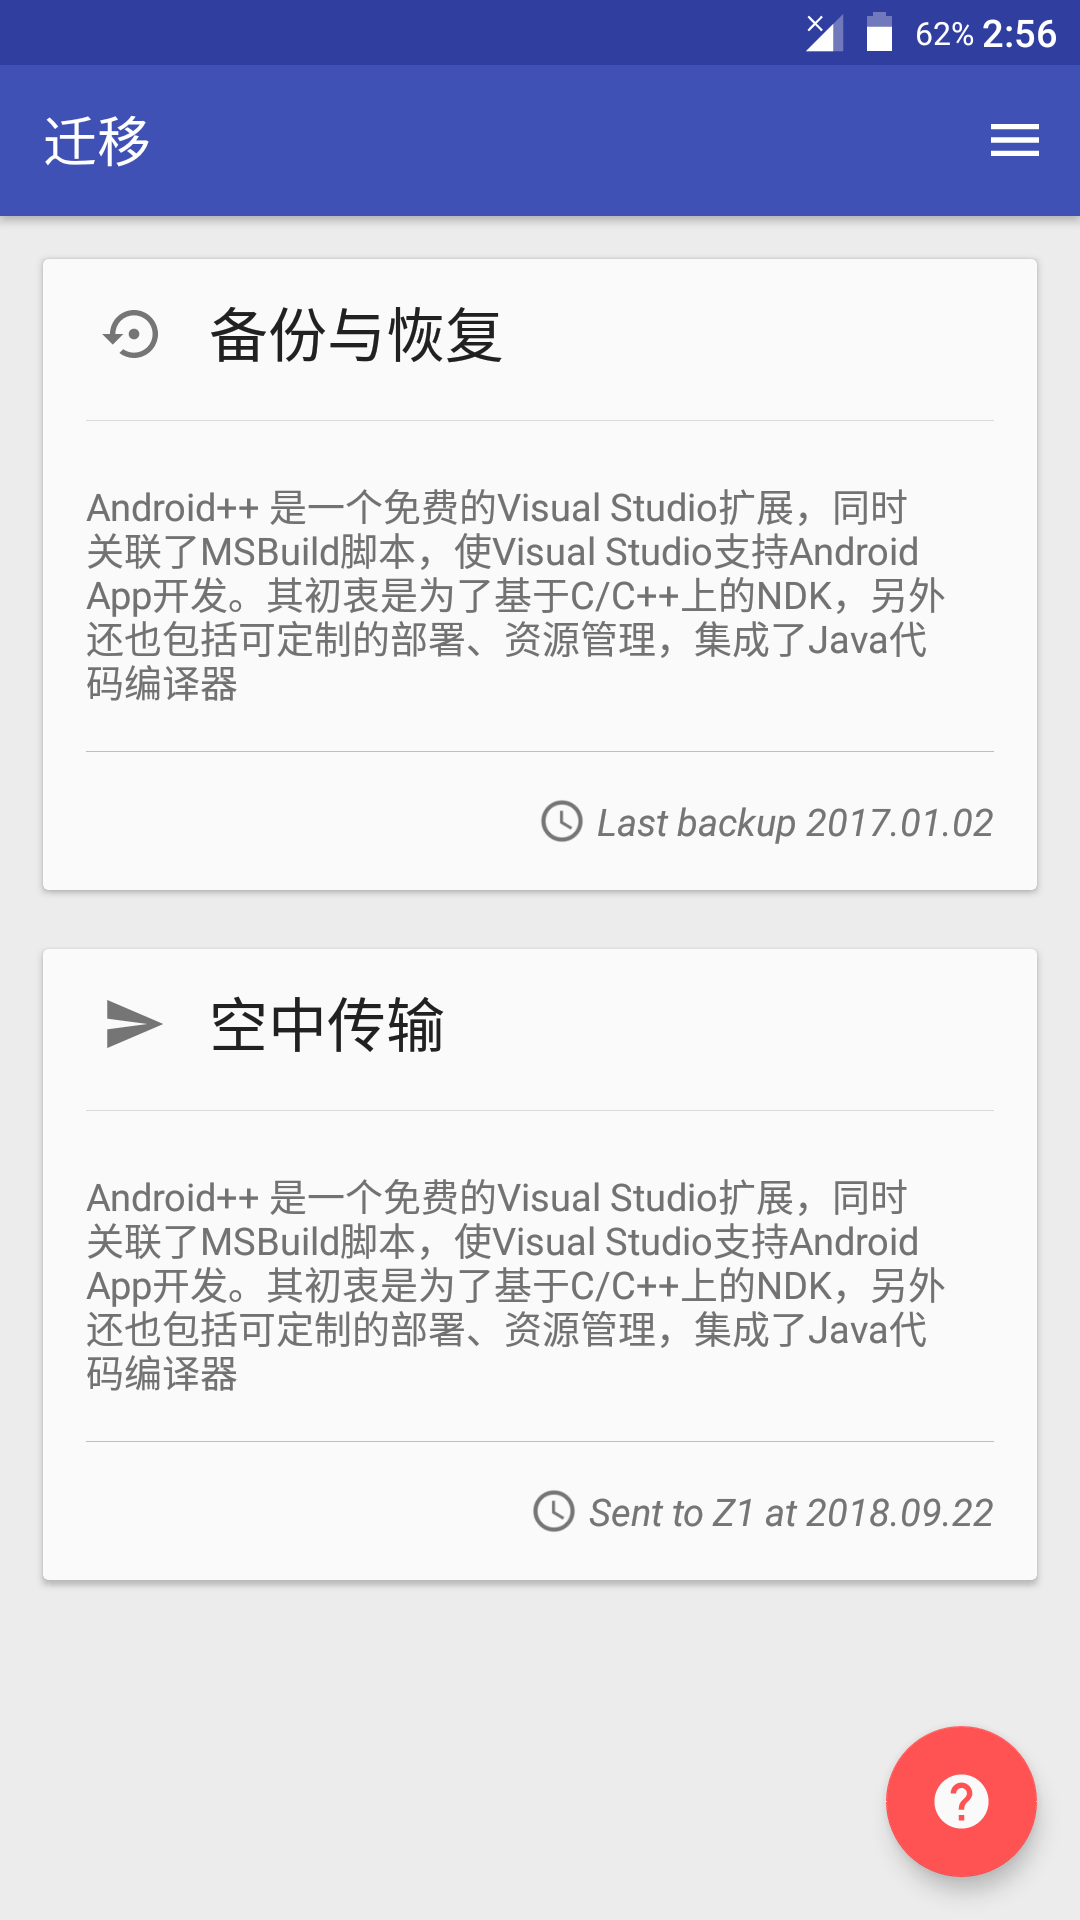 62% 2:56
迁移
备份与恢复
Android++ 是一个免费的Visual Studio扩展，同时
关联了MSBuild脚本，使Visual Studio支持Android
App开发。其初衷是为了基于C/C++上的NDK，另外
还也包括可定制的部署、资源管理，集成了Java代
码编译器
Last backup 2017.01.02
空中传输
Android++ 是一个免费的Visual Studio扩展，同时
关联了MSBuild脚本，使Visual Studio支持Android
App开发。其初衷是为了基于C/C++上的NDK，另外
还也包括可定制的部署、资源管理，集成了Java代
码编译器
Sent to Z1 at 2018.09.22